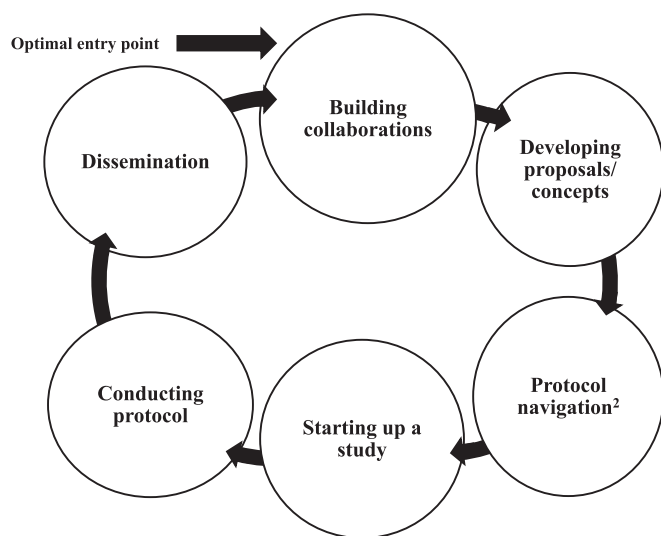 Optimal entry point
Building
collaborations
Developing
proposals/
concepts
Protocol
navigation²
Starting up a
study
Conducting
protocol
Dissemination